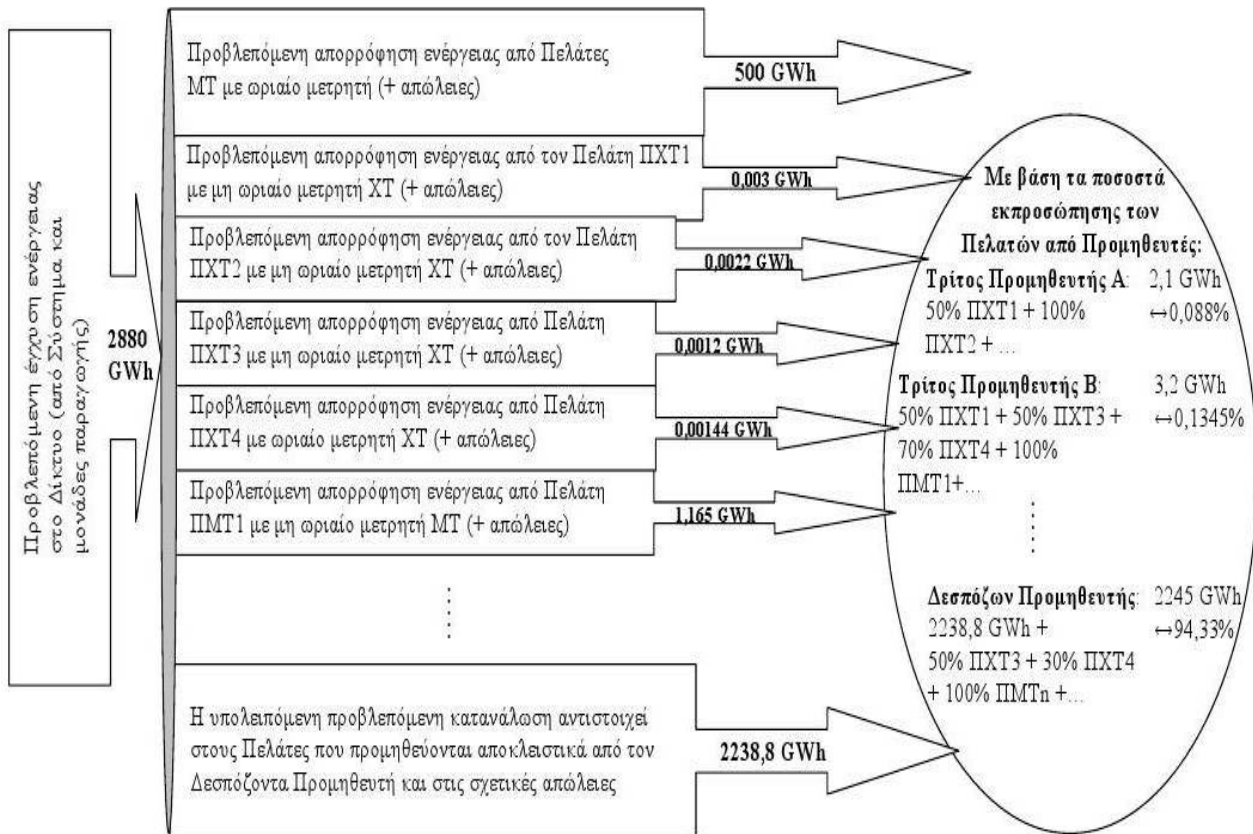 Προβλεπόμενη έγχυση ενέργειας
στο Δίκτυο (από Σύστημα και
μονάδες παραγωγής)
2880
GWh
Προβλεπόμενη απορρόφηση ενέργειας από Πελάτες
ΜΤ με ωριαίο μετρητή (+ απώλειες)
500 GWh
Προβλεπόμενη απορρόφηση ενέργειας από τον Πελάτη ΠΧΤ1
με μη ωριαίο μετρητή ΧΤ (+ απώλειες)
0,003 GWh
Προβλεπόμενη απορρόφηση ενέργειας από τον Πελάτη
ΠΧΤ2 με μη ωριαίο μετρητή ΧΤ (+ απώλειες)
0,0022 GWh
Προβλεπόμενη απορρόφηση ενέργειας από Πελάτη
ΠΧΤ3 με μη ωριαίο μετρητή ΧΤ (+ απώλειες)
0,0012 GWh
Προβλεπόμενη απορρόφηση ενέργειας από Πελάτη
ΠΧΤ4 με ωριαίο μετρητή ΧΤ (+ απώλειες)
0,00144 GWh
Προβλεπόμενη απορρόφηση ενέργειας από Πελάτη
ΠΜΤ1 με μη ωριαίο μετρητή ΜΤ (+ απώλειες)
1,165 GWh
Η υπολειπόμενη προβλεπόμενη κατανάλωση αντιστοιχεί
στους Πελάτες που προμηθεύονται αποκλειστικά από τον
Δεσπόζοντα Προμηθευτή και στις σχετικές απώλειες
2238,8 GWh
Με βάση τα ποσοστά
εκπροσώπησης των
Πελατών από Προμηθευτές:
Τρίτος Προμηθευτής Α: 2,1 GWh
50% ΠΧΤ1 + 100% ↔0,088%
ΠΧΤ2 + ...
Τρίτος Προμηθευτής Β: 3,2 GWh
50% ΠΧΤ1 + 50% ΠΧΤ3 + ↔0,1345%
70% ΠΧΤ4 + 100%
ΠΜΤ1+...
Δεσπόζων Προμηθευτής: 2245 GWh
2238,8 GWh + ↔94,33%
50% ΠΧΤ3 + 30% ΠΧΤ4
+ 100% ΠΜΤn +...